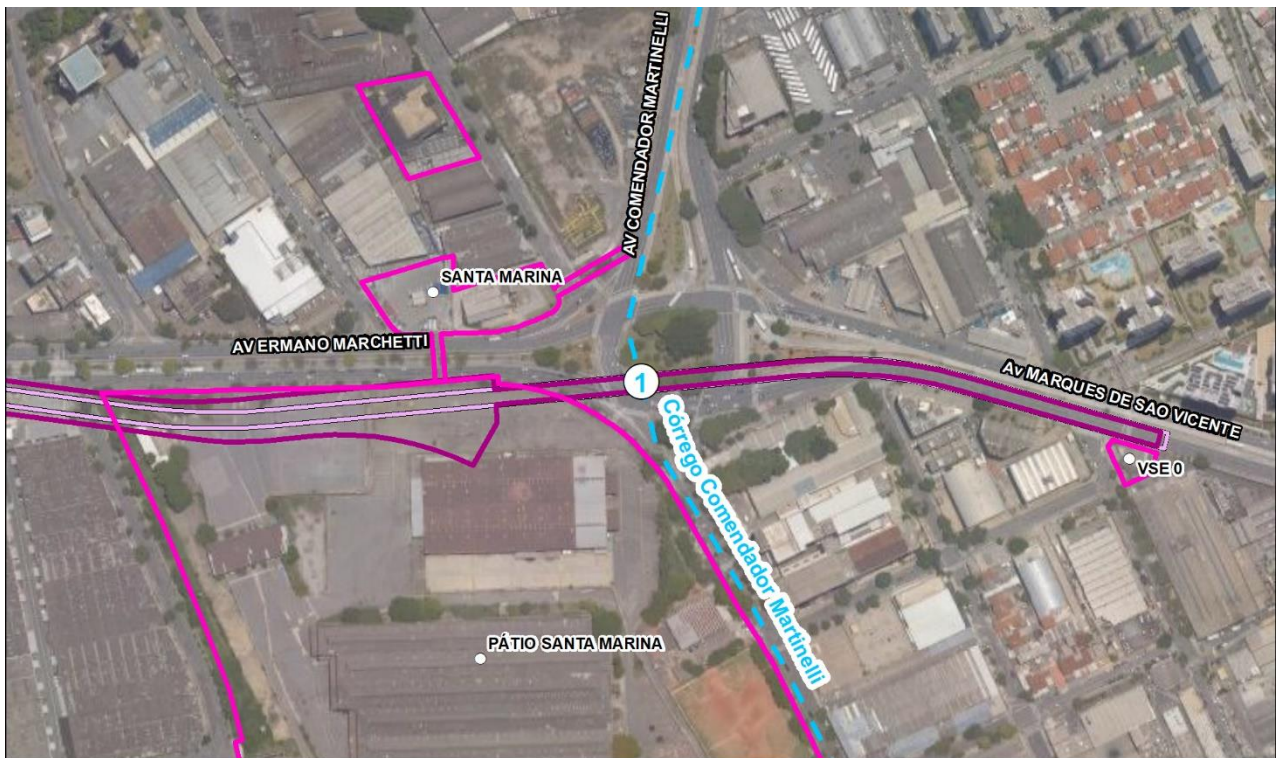 AV COMENDADOR MARTINELLI
SANTA MARINA
AV ERMANO MARCHETTI
1
Av MARQUES DE SAO VICENTE
VSE 0
Córrego Comendador Martinelli
PÁTIO SANTA MARINA